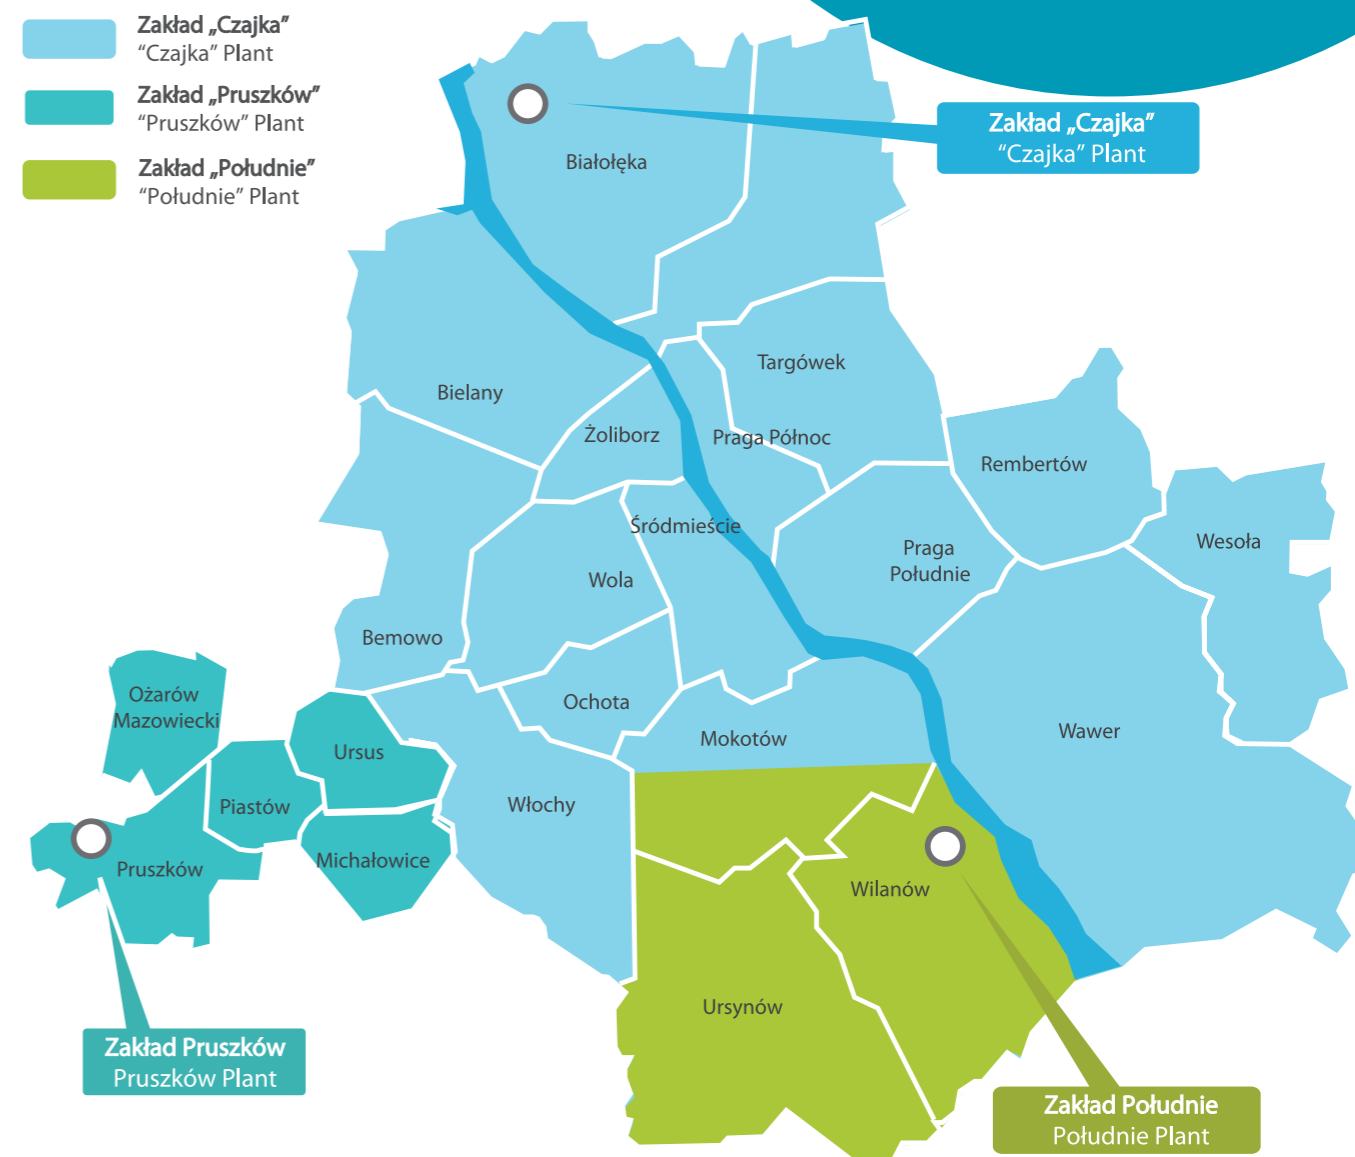 Zakład „Czajka”
“Czajka” Plant
Zakład „Pruszków”
“Pruszków” Plant
Zakład „Południe”
“Południe” Plant
Zakład „Czajka”
“Czajka” Plant
Białołęka
Targówek
Bielany
Żoliborz
Praga Północ
Rembertów
Śródmieście
Wesoła
Praga
Południe
Wola
Bemowo
Ożarów
Mazowiecki
Ochota
Mokotów
Wawer
Ursus
Piastów
Włochy
Michałowice
Pruszków
Wilanów
Ursynów
Zakład Pruszków
Pruszków Plant
Zakład Południe
Południe Plant